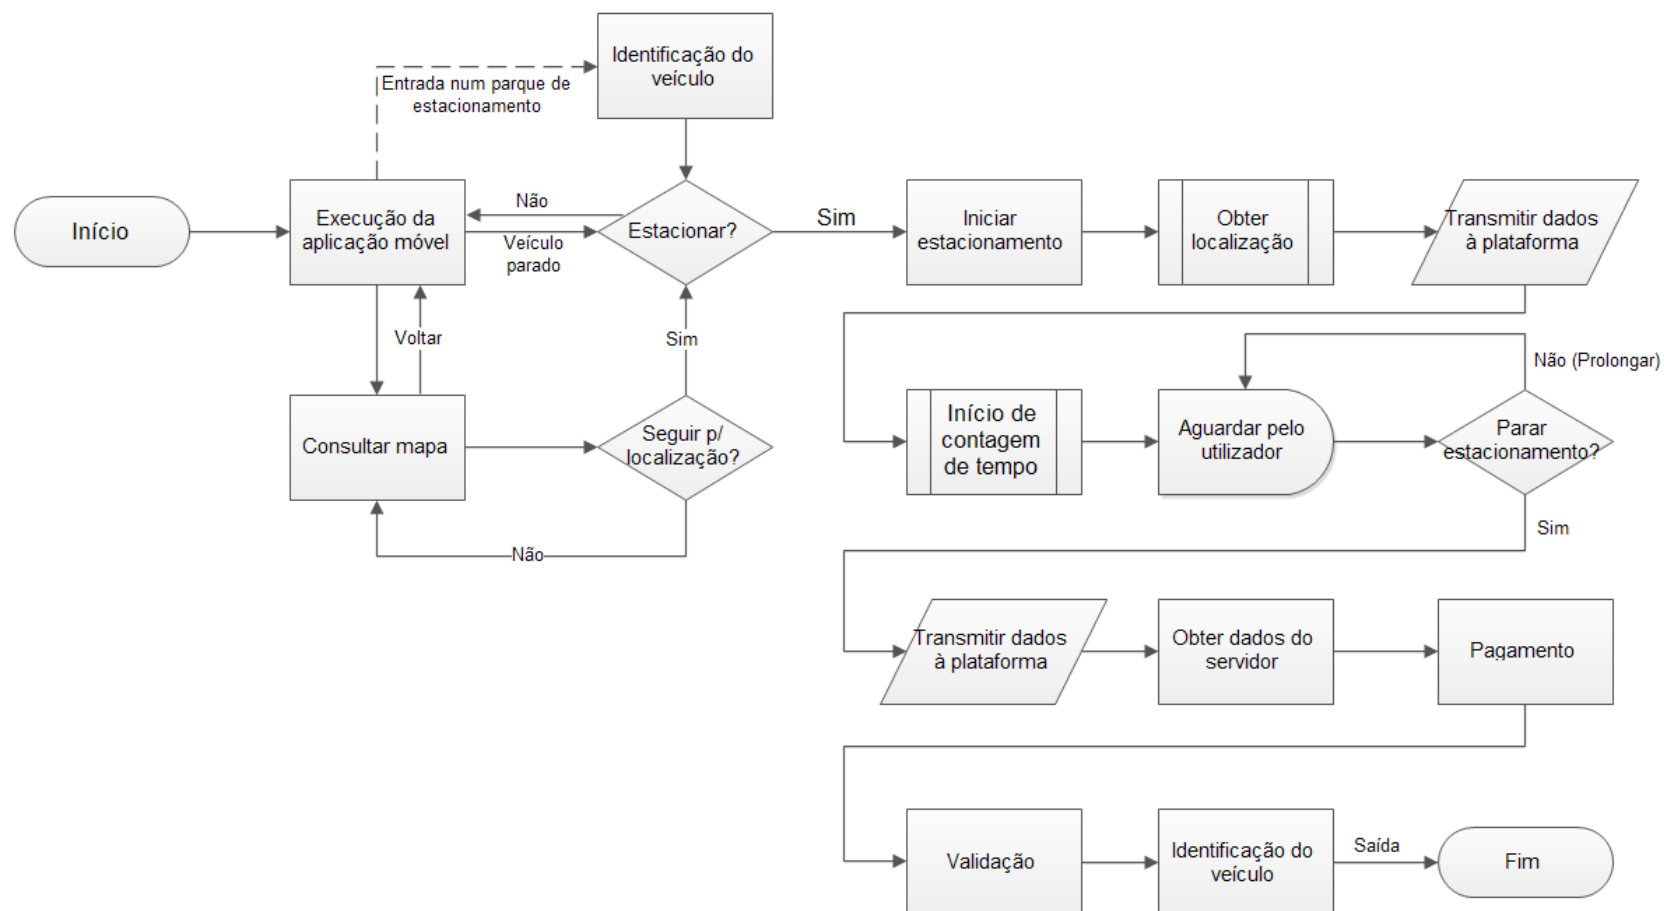 Identificação do
veículo
Entrada num parque de
estacionamento
Início
Execução da
aplicação móvel
Não
Veículo
parado
Estacionar?
Sim
Iniciar
estacionamento
Obter
localização
Transmitir dados
à plataforma
Voltar
Sim
Consultar mapa
Seguir p/
localização?
Não
Início de
contagem
de tempo
Aguardar pelo
utilizador
Não (Prolongar)
Parar
estacionamento?
Sim
Transmitir dados
à plataforma
Obter dados do
servidor
Pagamento
Validação
Identificação do
veículo
Saída
Fim